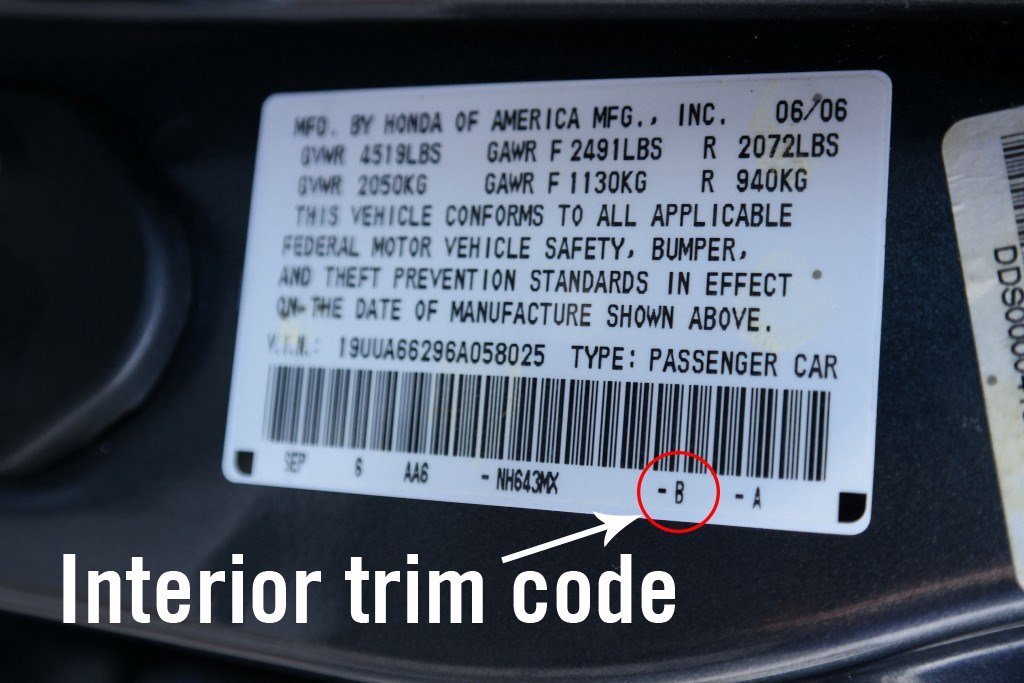 MFD. BY HONDA OF AMERICA MFG., INC. 06/06
GVWR 4519LBS GAWR F 2491LBS R 2072LBS
GVWR 2050KG GAWR F 1130KG R 940KG
THIS VEHICLE CONFORMS TO ALL APPLICABLE
FEDERAL MOTOR VEHICLE SAFETY, BUMPER,
AND THEFT PREVENTION STANDARDS IN EFFECT
ON THE DATE OF MANUFACTURE SHOWN ABOVE.
V.I.N.: 19UUA66296A058025 TYPE: PASSENGER CAR
SEP 6 AA6 -NH643MX -B -A
Interior trim code